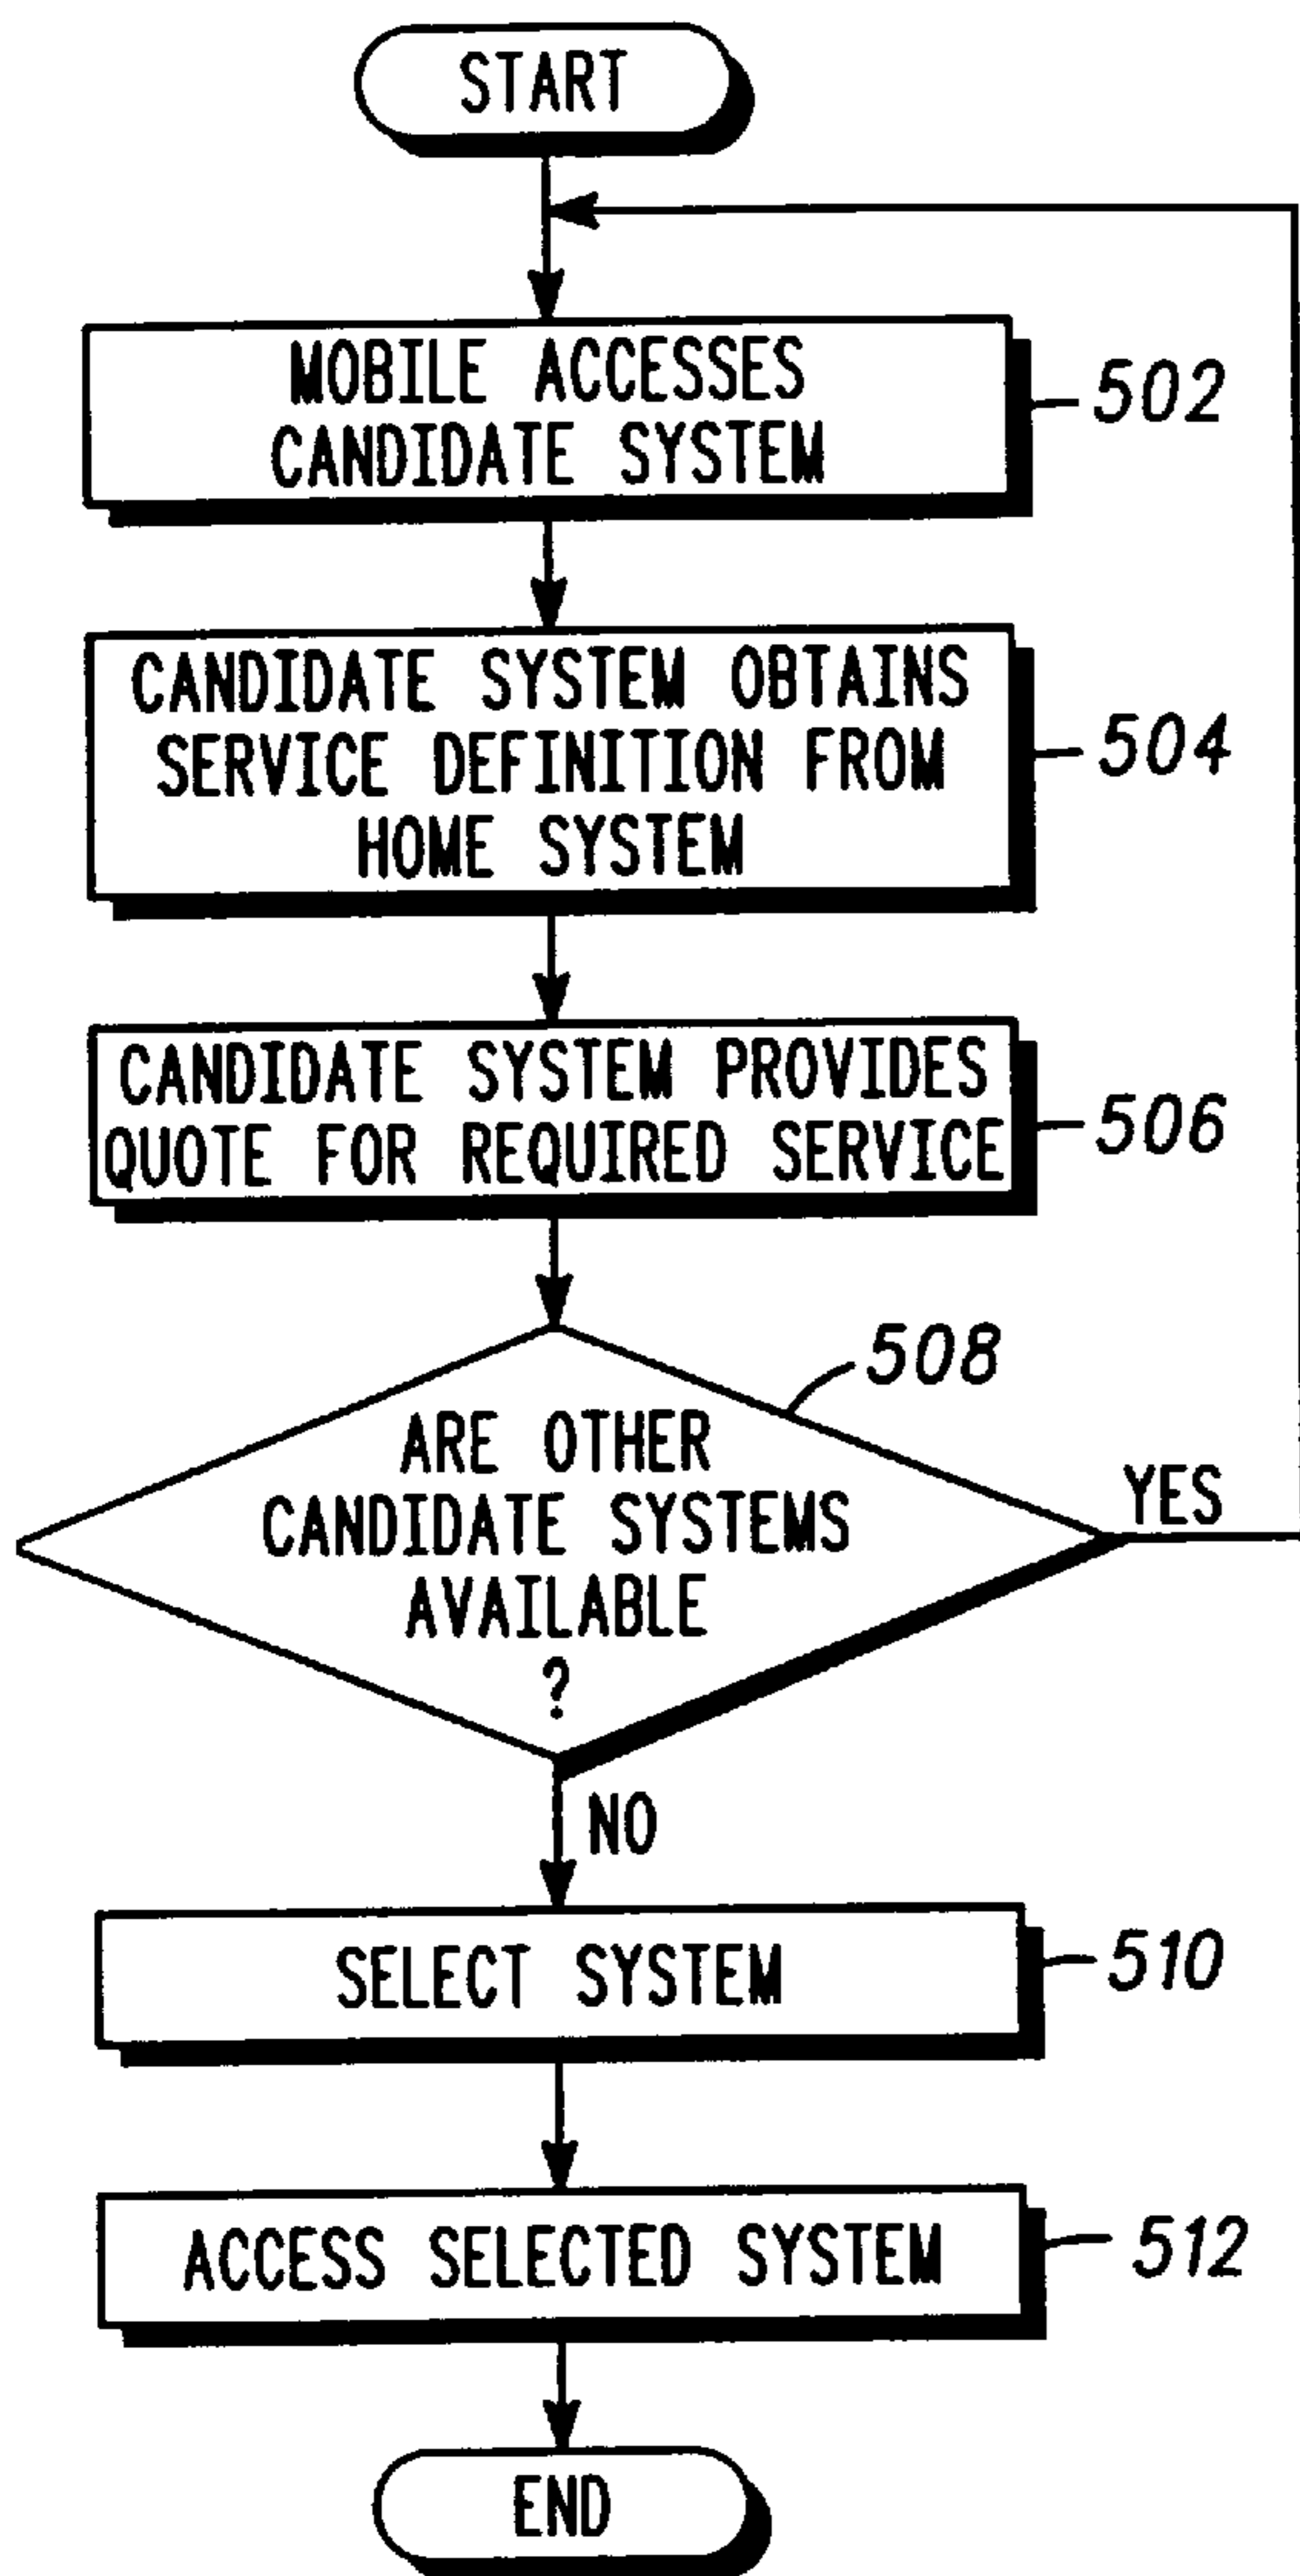 START
MOBILE ACCESSES
CANDIDATE SYSTEM
502
CANDIDATE SYSTEM OBTAINS
SERVICE DEFINITION FROM
HOME SYSTEM
504
CANDIDATE SYSTEM PROVIDES
QUOTE FOR REQUIRED SERVICE
506
508
ARE OTHER
CANDIDATE SYSTEMS
AVAILABLE
?
YES
NO
SELECT SYSTEM
510
ACCESS SELECTED SYSTEM
512
END